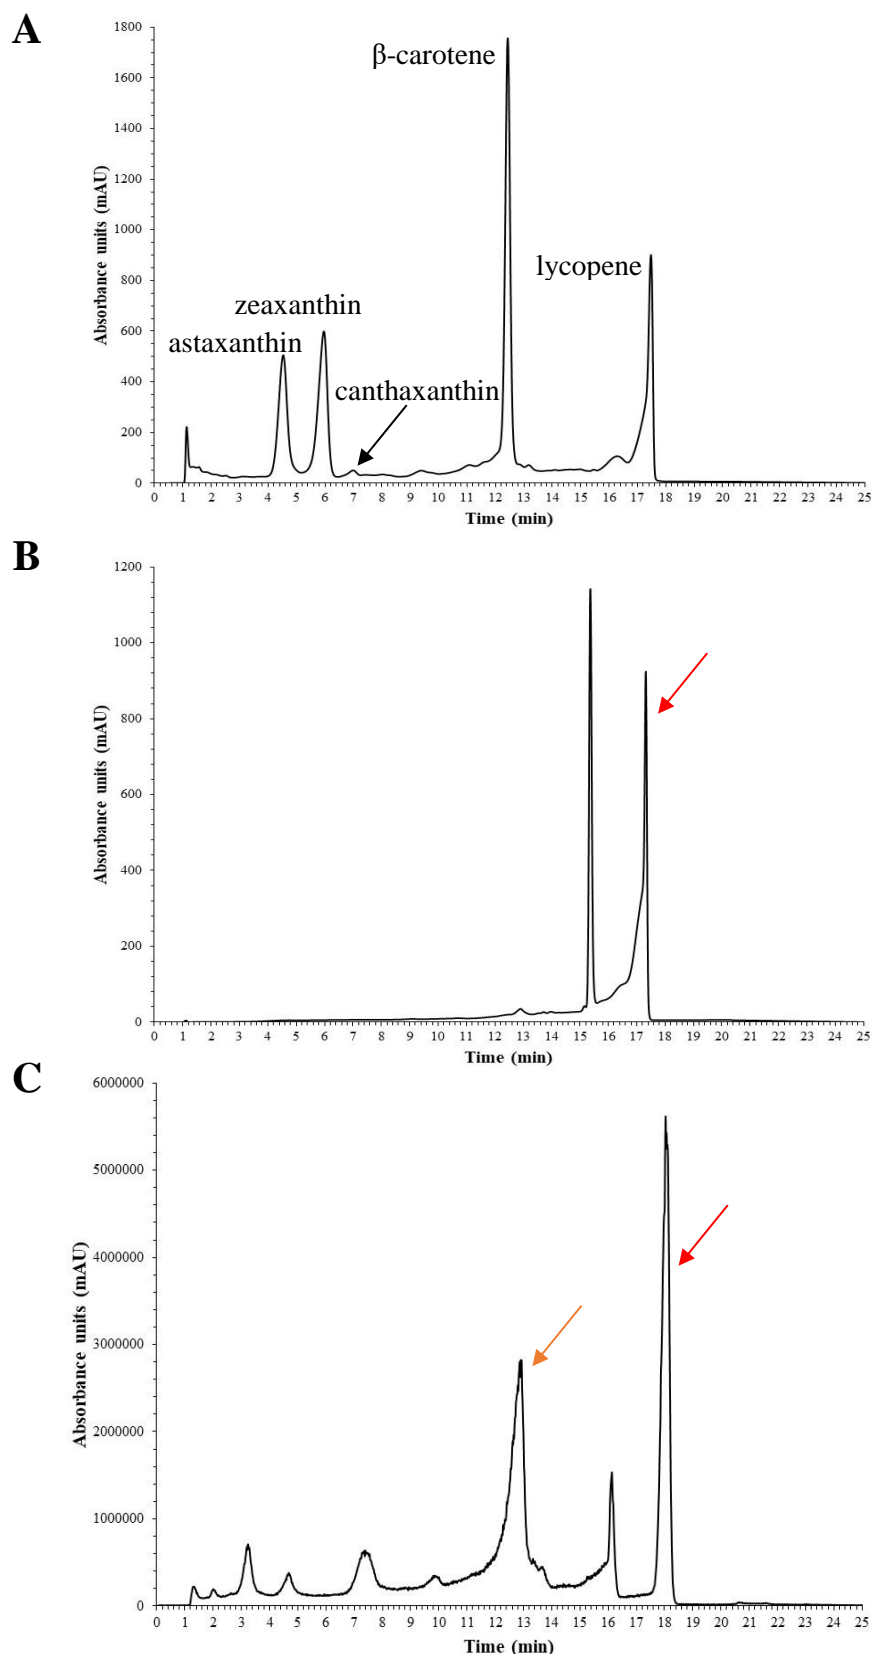 A
1800
1600
1400
1200
1000
800
600
400
200
0
Absorbance units (mAU)
β-carotene
lycopene
zeaxanthin
astaxanthin
canthaxanthin
0 1 2 3 4 5 6 7 8 9 10 11 12 13 14 15 16 17 18 19 20 21 22 23 24 25
Time (min)
B
1200
1000
800
600
400
200
0
Absorbance units (mAU)
0 1 2 3 4 5 6 7 8 9 10 11 12 13 14 15 16 17 18 19 20 21 22 23 24 25
Time (min)
C
6000000
5000000
4000000
3000000
2000000
1000000
0
Absorbance units (mAU)
0 1 2 3 4 5 6 7 8 9 10 11 12 13 14 15 16 17 18 19 20 21 22 23 24 25
Time (min)